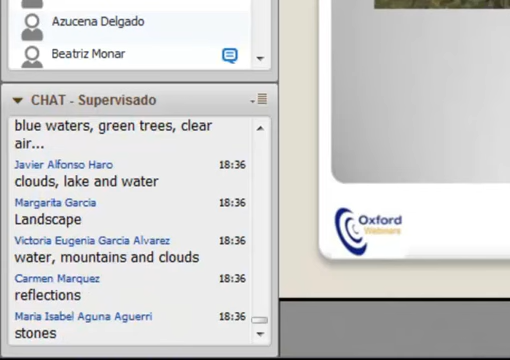 Azucena Delgado
Beatriz Monar
CHAT - Supervisado
blue waters, green trees, clear
air...
Javier Alfonso Haro 18:36
clouds, lake and water
Margarita Garcia 18:36
Landscape
Victoria Eugenia Garcia Alvarez 18:36
water, mountains and clouds
Carmen Marquez 18:36
reflections
Maria Isabel Aguna Aguerri 18:36
stones
Oxford
Webinars